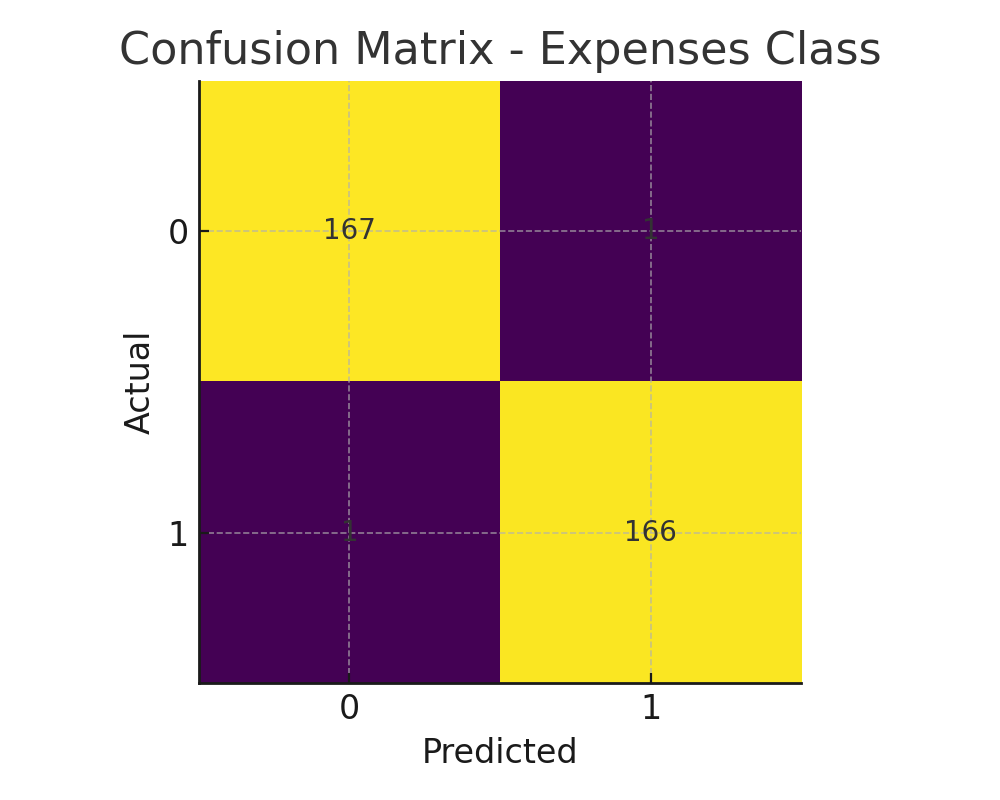 Confusion Matrix - Expenses Class
0 167 1
Actual
1 1 166
0 1
Predicted